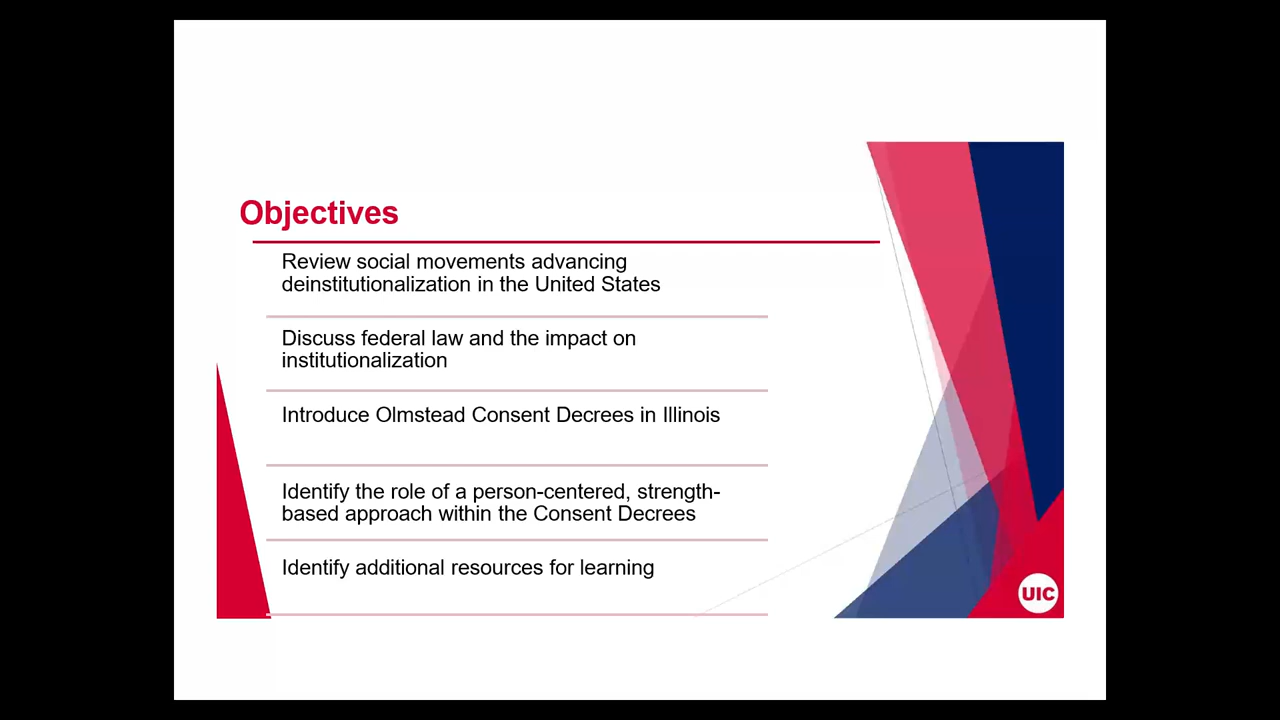 Objectives
Review social movements advancing
deinstitutionalization in the United States
Discuss federal law and the impact on
institutionalization
Introduce Olmstead Consent Decrees in Illinois
Identify the role of a person-centered, strength-
based approach within the Consent Decrees
Identify additional resources for learning
UIC